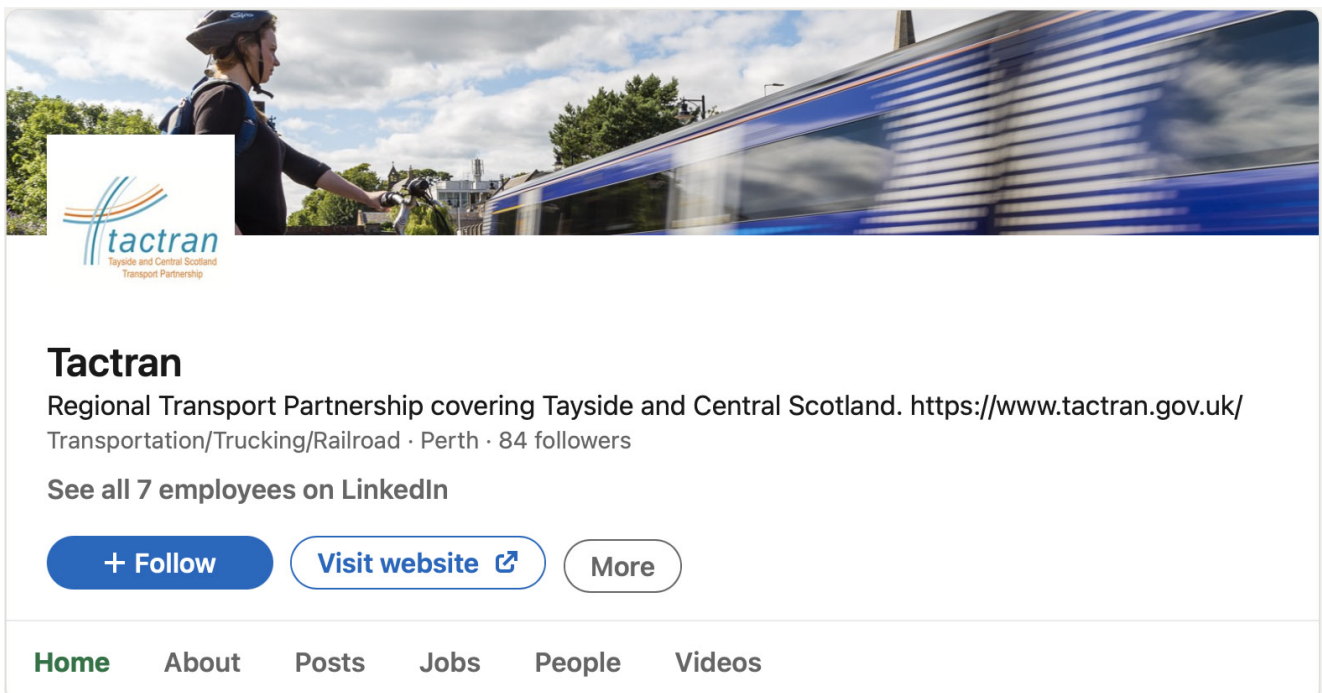 tactran
Tayside and Central Scotland
Transport Partnership
Tactran
Regional Transport Partnership covering Tayside and Central Scotland. https://www.tactran.gov.uk/
Transportation/Trucking/Railroad · Perth · 84 followers
See all 7 employees on LinkedIn
+ Follow
Visit website
More
Home About Posts Jobs People Videos